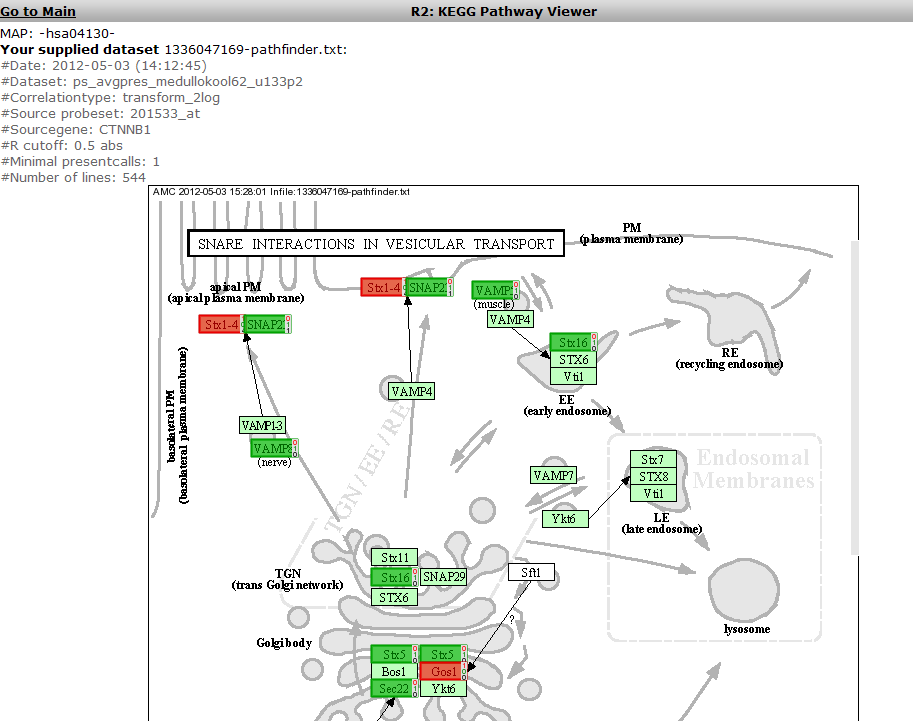 Go to Main
R2: KEGG Pathway Viewer
MAP: -hsa04130-
Your supplied dataset 1336047169-pathfinder.txt:
#Date: 2012-05-03 (14:12:45)
#Dataset: ps_avgpres_medullokool62_u133p2
#Correlationtype: transform_2log
#Source probeset: 201533_at
#Sourcegene: CTNNB1
#R cutoff: 0.5 abs
#Minimal presentcalls: 1
#Number of lines: 544
AMC 2012-05-03 15:28:01 Infile:1336047169-pathfinder.txt
SNARE INTERACTIONS IN VESICULAR TRANSPORT
PM
(plasma membrane)
apical PM
(apical plasma membrane)
Stx1-4
SNAP2
VAMP
(muscle)
VAMP4
Stx1-4
SNAP2
Stx16
STX6
Vti1
RE
(recycling endosome)
EE
(early endosome)
VAMP4
basolateral PM
(basolateral plasma membrane)
VAMP1-3
VAMP
(nerve)
TGN/EE/RE
Stx7
STX8
Vti1
Endosomal
Membranes
VAMP7
Ykt6
LE
(late endosome)
Stx11
Stx16
SNAP29
STX6
TGN
(trans Golgi network)
Sft1
lysosome
?
Golgi body
Stx5
Stx5
Bos1
Gos1
Sec22
Ykt6